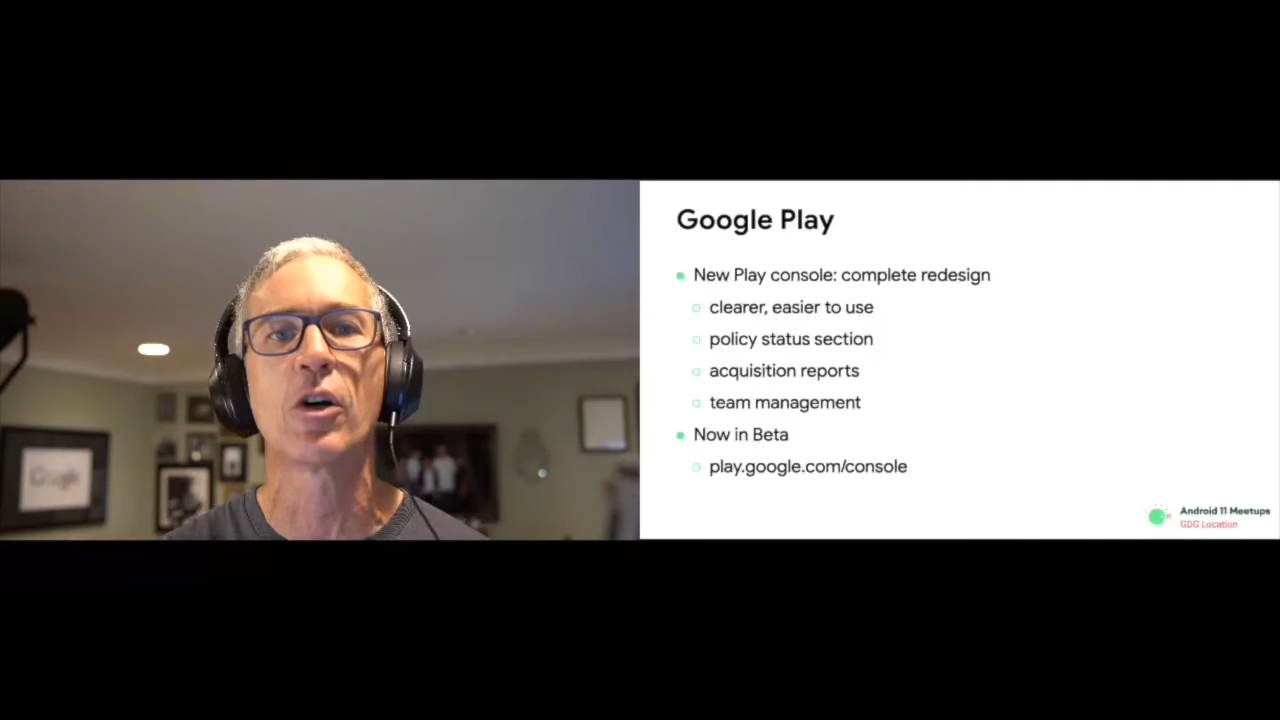 Google
Google Play
New Play console: complete redesign
clearer, easier to use
policy status section
acquisition reports
team management
Now in Beta
play.google.com/console
Android 11 Meetups
GDG Location